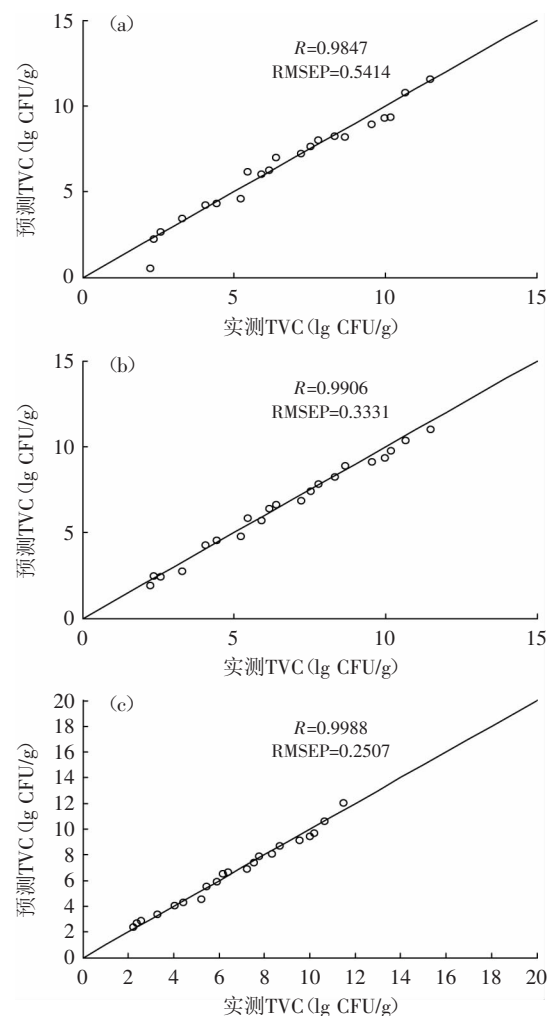 (a)
R=0.9847
RMSEP=0.5414
15
10
5
0
预测TVC(lg CFU/g)
0 5 10 15
实测TVC(lg CFU/g)
(b)
R=0.9906
RMSEP=0.3331
15
10
5
0
预测TVC(lg CFU/g)
0 5 10 15
实测TVC(lg CFU/g)
(c)
R=0.9988
RMSEP=0.2507
20
18
16
14
12
10
8
6
4
2
0
预测TVC(lg CFU/g)
0 2 4 6 8 10 12 14 16 18 20
实测TVC(lg CFU/g)